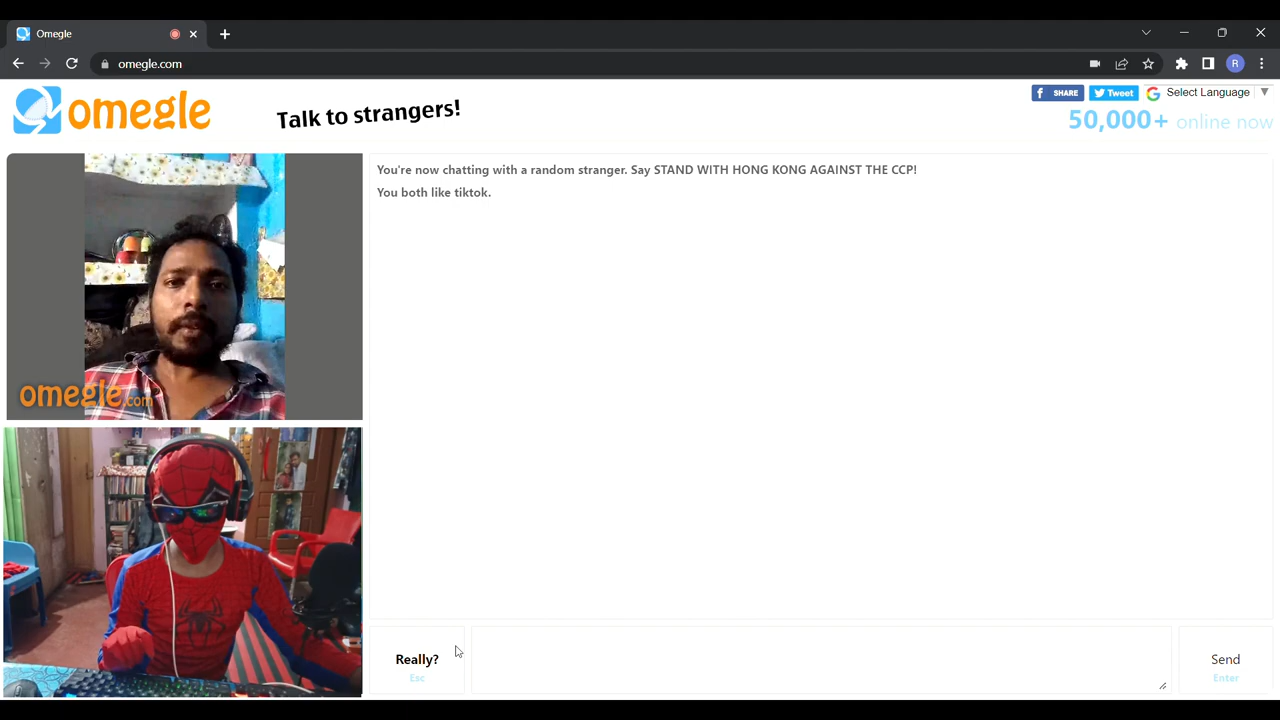 Omegle
omegle.com
R
omegle
Talk to strangers!
f SHARE
Tweet
G Select Language ▼
50,000+ online now
You're now chatting with a random stranger. Say STAND WITH HONG KONG AGAINST THE CCP!
You both like tiktok.
omegle.com
Really?
Esc
Send
Enter